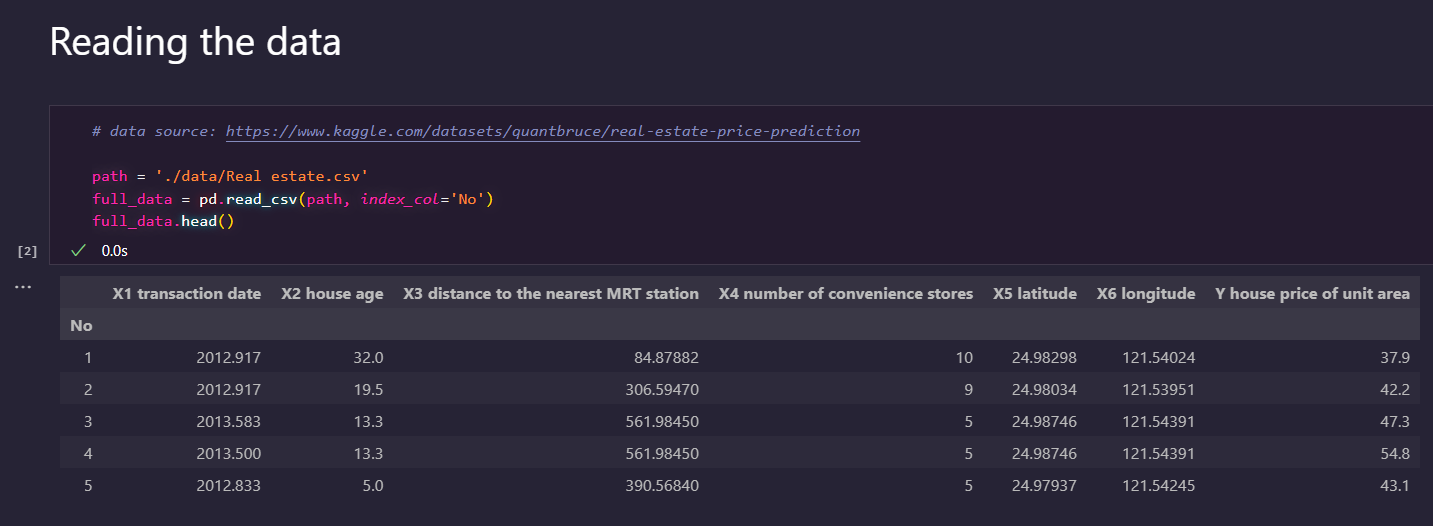 Reading the data
# data source: https://www.kaggle.com/datasets/quantbruce/real-estate-price-prediction
path = './data/Real estate.csv'
full_data = pd.read_csv(path, index_col='No')
full_data.head()
[2] ✓ 0.0s
...
X1 transaction date X2 house age X3 distance to the nearest MRT station X4 number of convenience stores X5 latitude X6 longitude Y house price of unit area
No
1 2012.917 32.0 84.87882 10 24.98298 121.54024 37.9
2 2012.917 19.5 306.59470 9 24.98034 121.53951 42.2
3 2013.583 13.3 561.98450 5 24.98746 121.54391 47.3
4 2013.500 13.3 561.98450 5 24.98746 121.54391 54.8
5 2012.833 5.0 390.56840 5 24.97937 121.54245 43.1